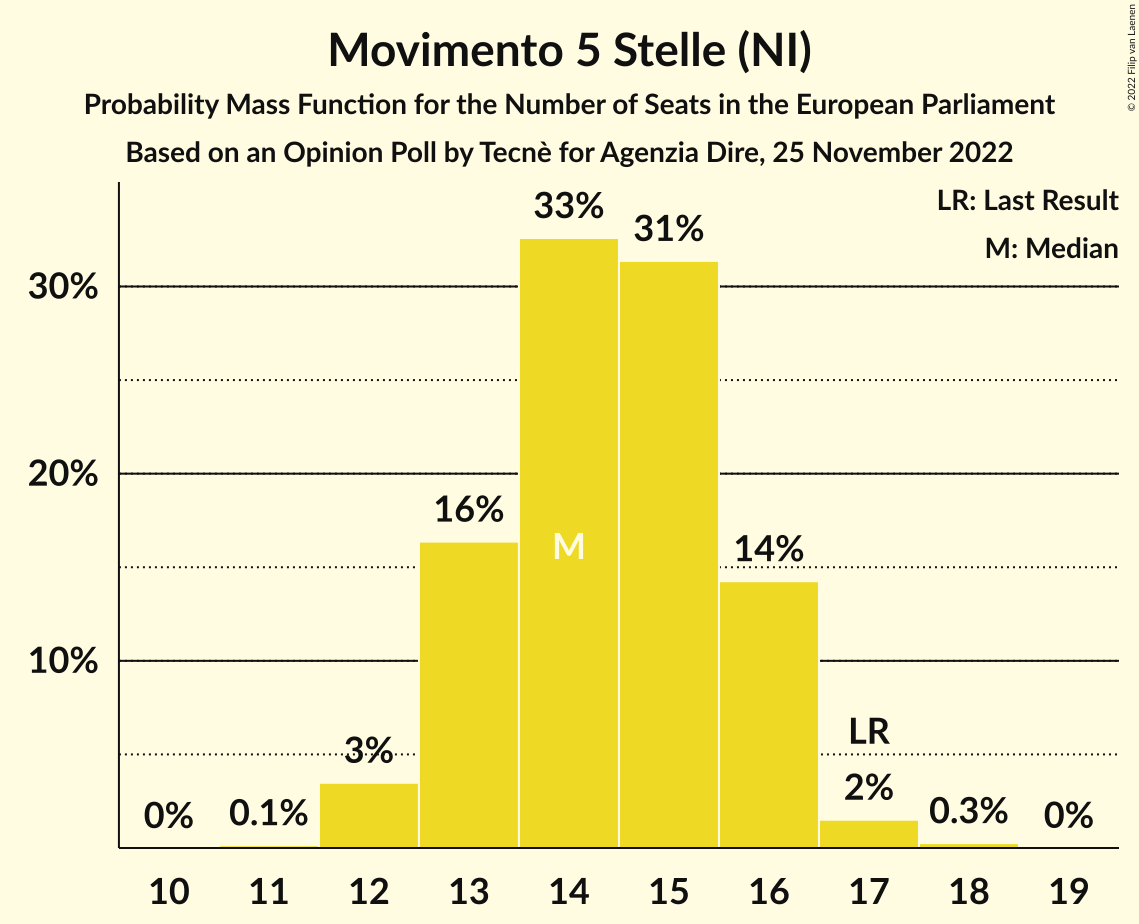 Movimento 5 Stelle (NI)
Probability Mass Function for the Number of Seats in the European Parliament
Based on an Opinion Poll by Tecnè for Agenzia Dire, 25 November 2022
© 2022 Filip van Laenen
LR: Last Result
M: Median
33%
31%
30%
20%
16%
M
14%
10%
LR
3%
2%
0%
0.1%
0.3%
0%
10 11 12 13 14 15 16 17 18 19